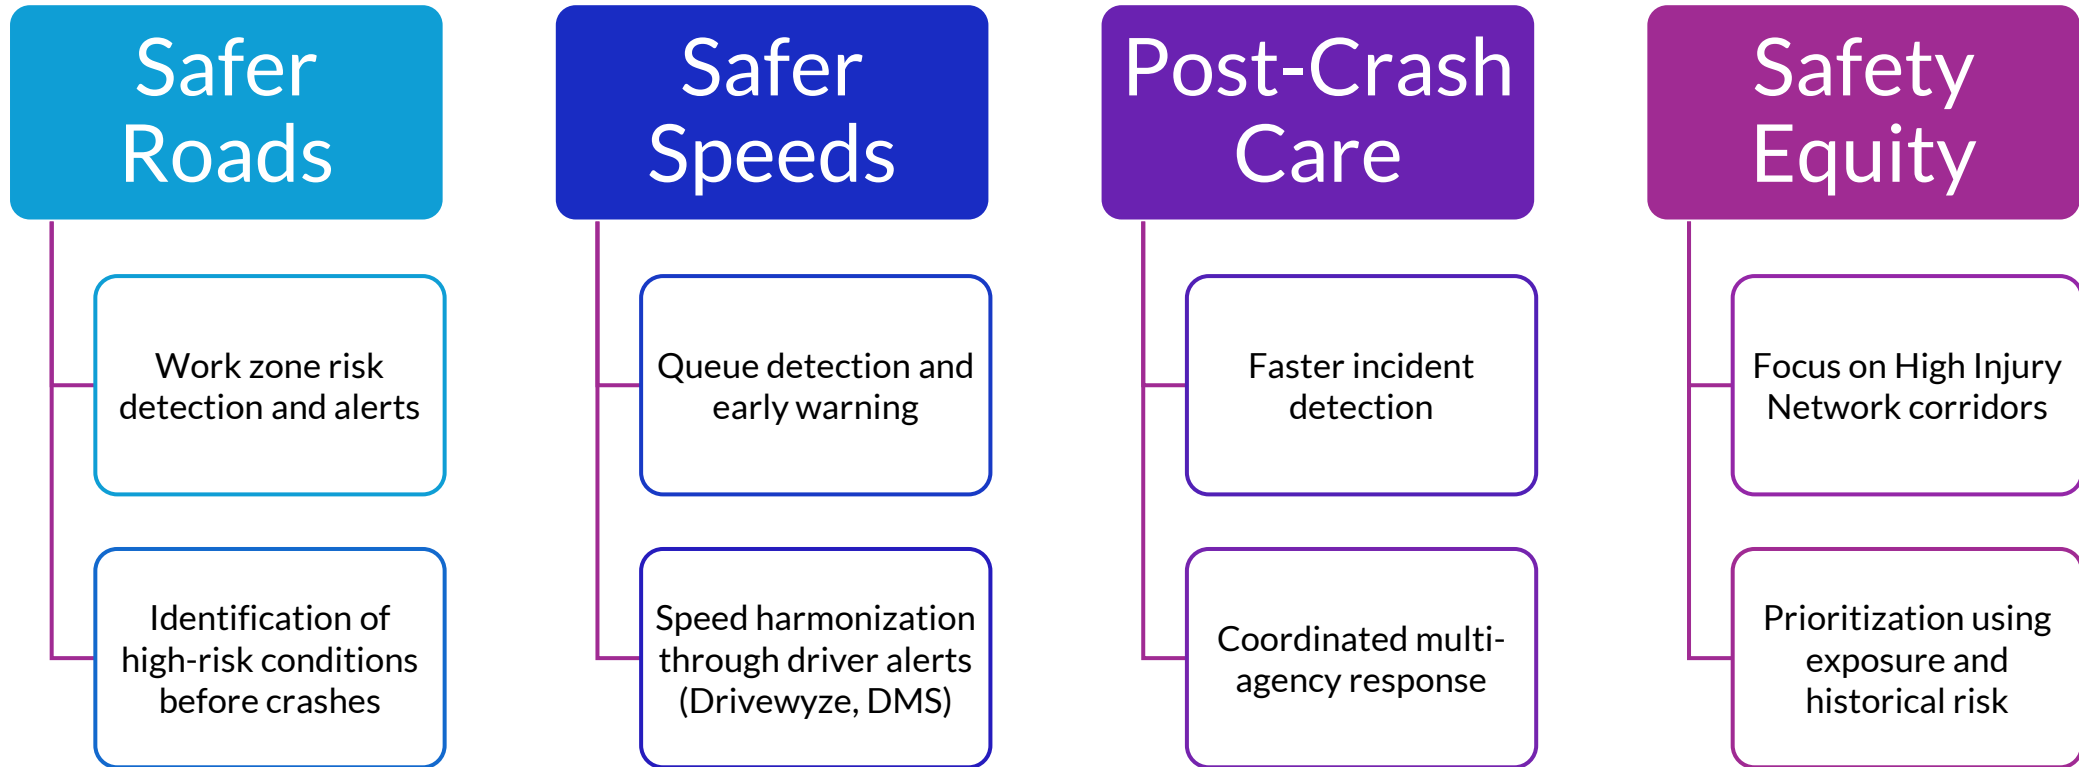 Safer
Roads
Work zone risk
detection and alerts
Identification of
high-risk conditions
before crashes
Safer
Speeds
Queue detection and
early warning
Speed harmonization
through driver alerts
(Drivewyze, DMS)
Post-Crash
Care
Faster incident
detection
Coordinated multi-
agency response
Safety
Equity
Focus on High Injury
Network corridors
Prioritization using
exposure and
historical risk